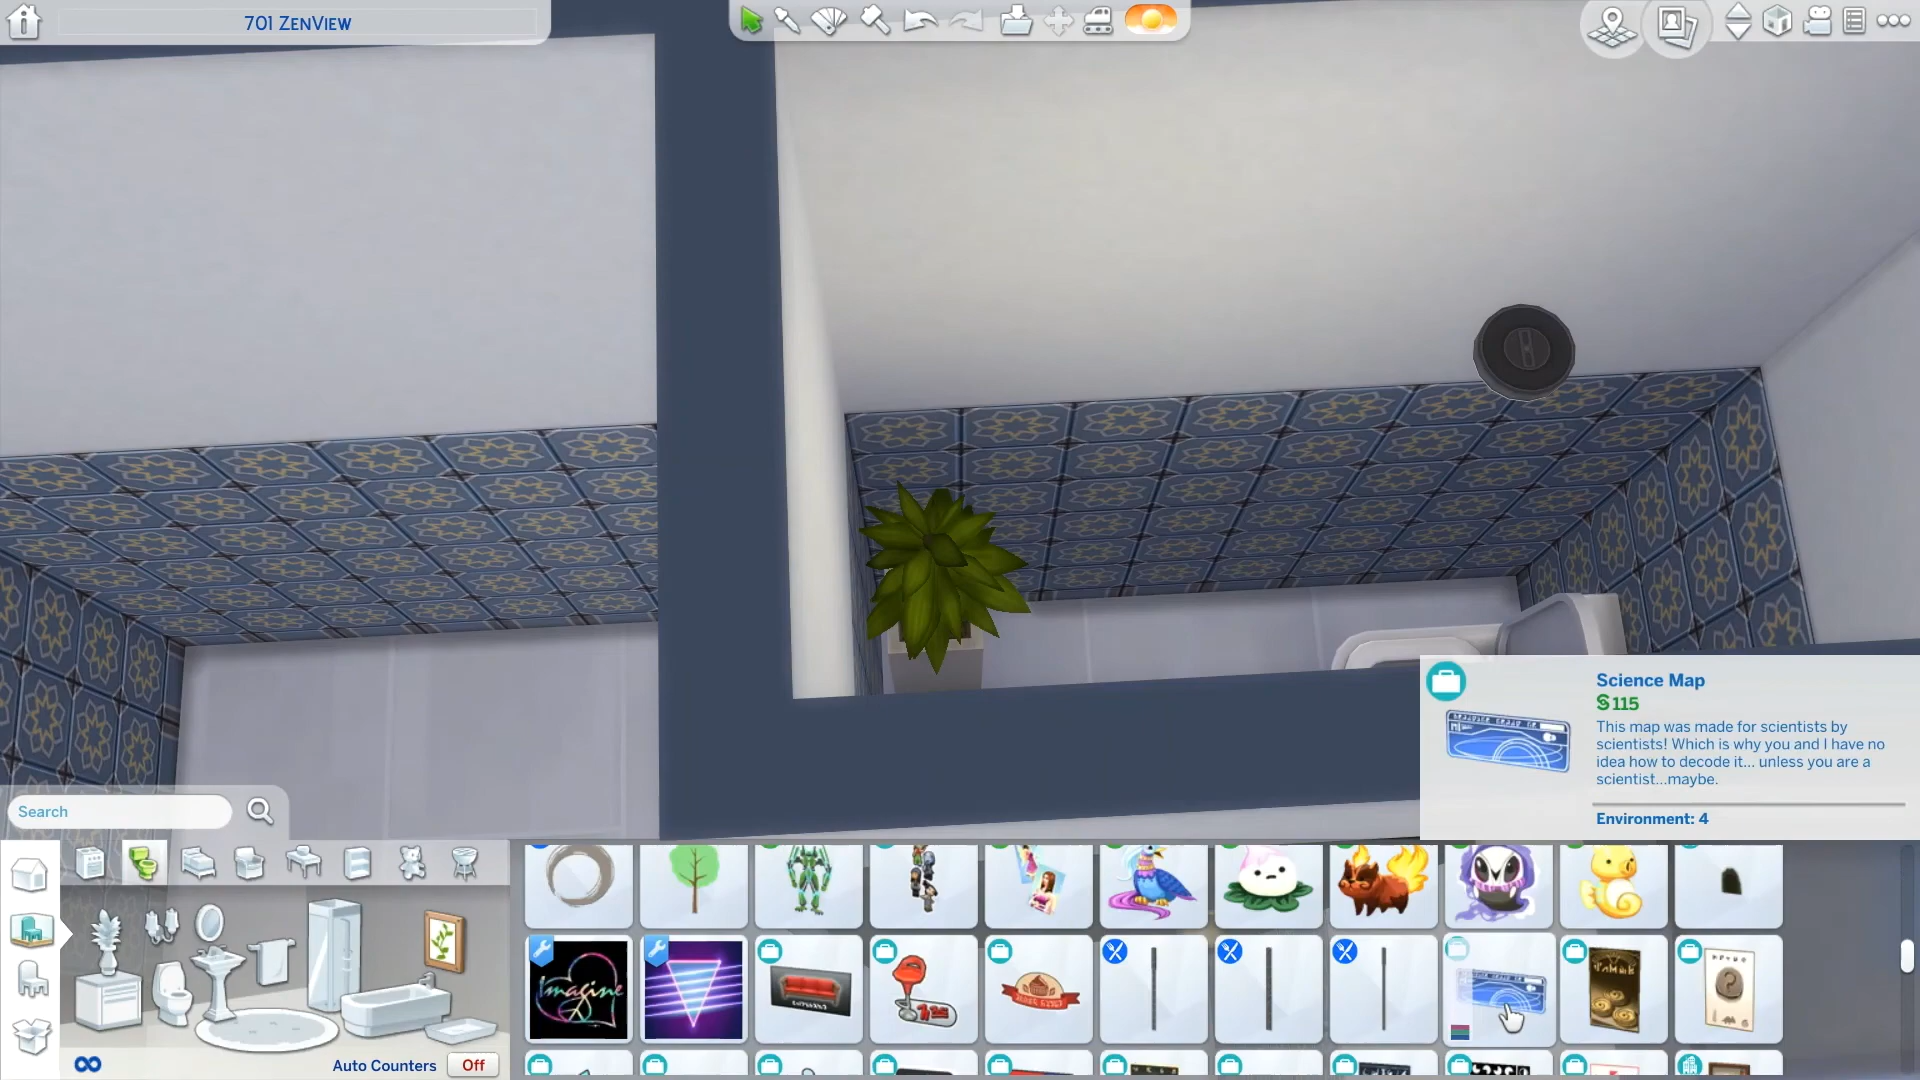 701 ZENVIEW
Science Map
§115
This map was made for scientists by
scientists! Which is why you and I have no
idea how to decode it... unless you are a
scientist...maybe.
Environment: 4
Search
Imagine
Auto Counters
Off